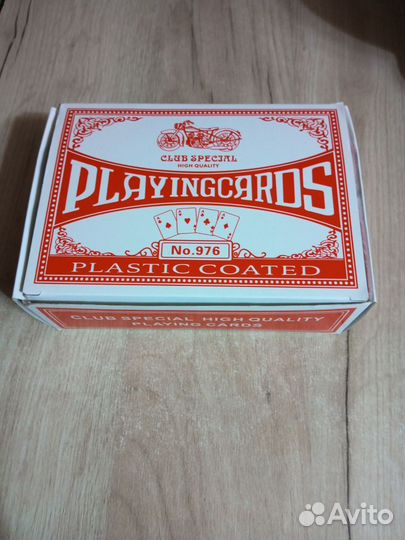 CLUB SPECIAL
HIGH QUALITY
PLAYINGCARDS
No.976
PLASTIC COATED
CLUB SPECIAL HIGH QUALITY
PLAYING CARDS
Avito